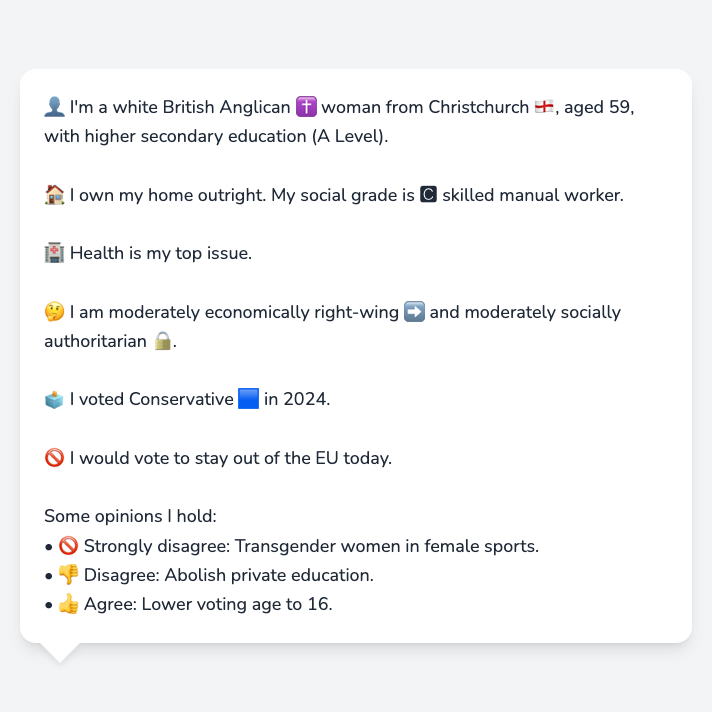 👤 I'm a white British Anglican ✝️ woman from Christchurch 🏴󠁧󠁢󠁥󠁮󠁧󠁿, aged 59,
with higher secondary education (A Level).
🏠 I own my home outright. My social grade is 🅲 skilled manual worker.
🏥 Health is my top issue.
🤔 I am moderately economically right-wing ➡️ and moderately socially
authoritarian 🔒.
🗳️ I voted Conservative 🟦 in 2024.
🚫 I would vote to stay out of the EU today.
Some opinions I hold:
• 🚫 Strongly disagree: Transgender women in female sports.
• 👎 Disagree: Abolish private education.
• 👍 Agree: Lower voting age to 16.